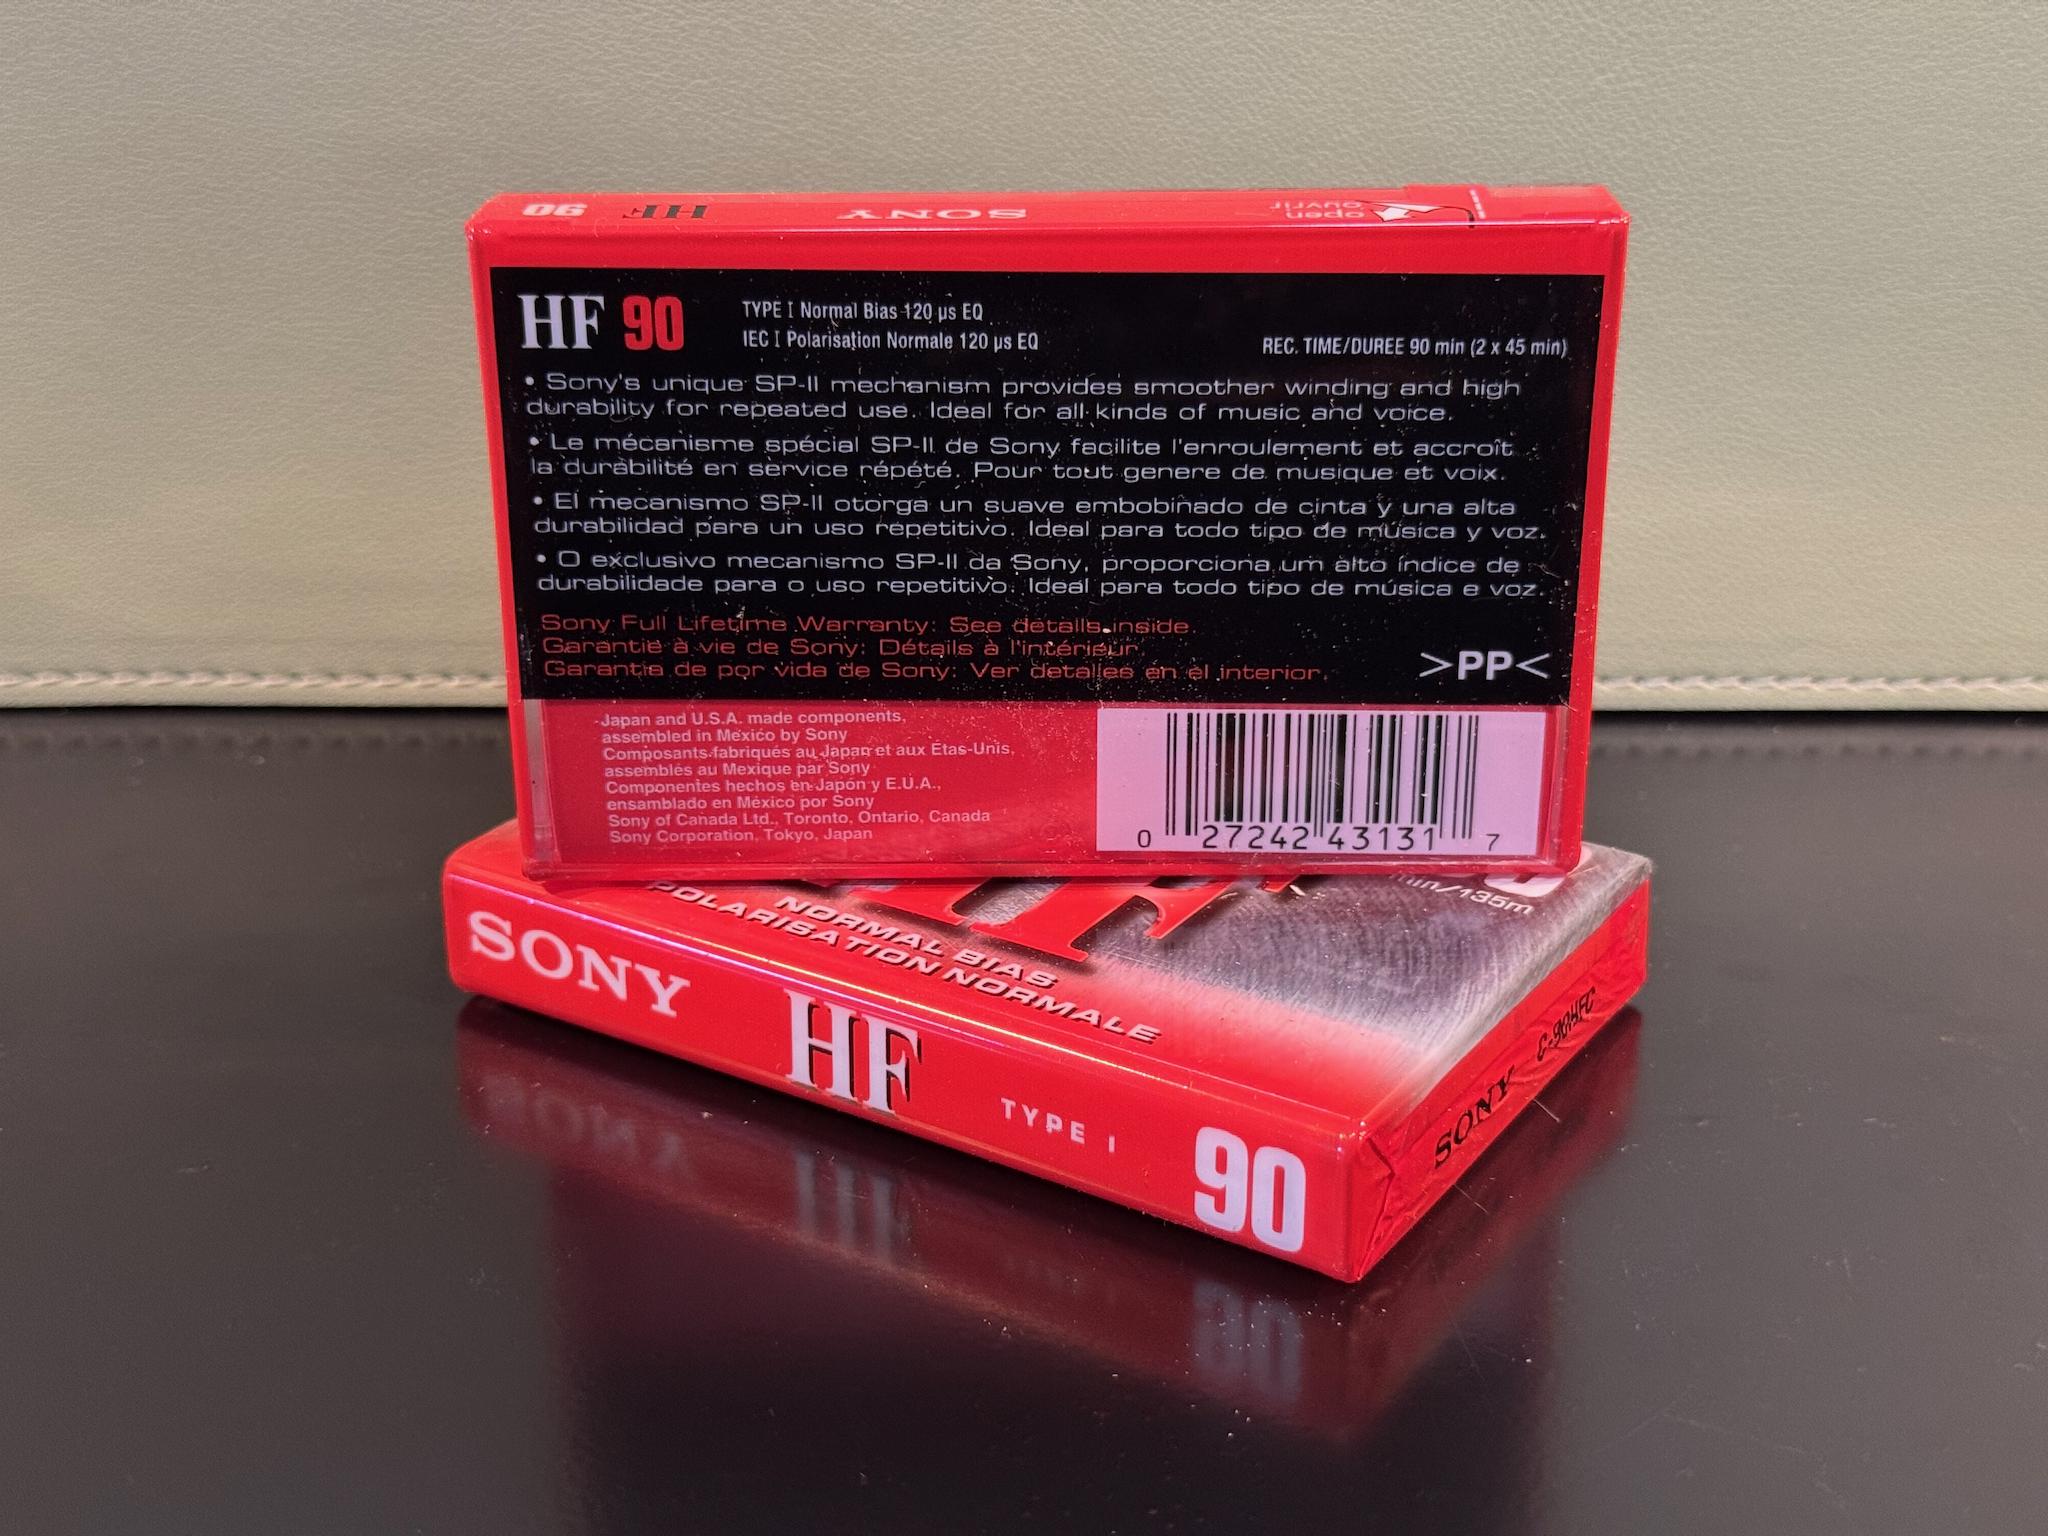 90 HF SONY open
ouvrir
HF 90
TYPE I Normal Bias 120 µs EQ
IEC I Polarisation Normale 120 µs EQ
REC. TIME/DUREE 90 min (2 x 45 min)
• Sony's unique SP-II mechanism provides smoother winding and high
durability for repeated use. Ideal for all kinds of music and voice.
• Le mécanisme spécial SP-II de Sony facilite l'enroulement et accroît
la durabilité en service répété. Pour tout genere de musique et voix.
• El mecanismo SP-II otorga un suave embobinado de cinta y una alta
durabilidad para un uso repetitivo. Ideal para todo tipo de música y voz.
• O exclusivo mecanismo SP-II da Sony, proporciona um alto índice de
durabilidade para o uso repetitivo. Ideal para todo tipo de música e voz.
Sony Full Lifetime Warranty: See details inside.
Garantie à vie de Sony: Détails à l'intérieur.
Garantia de por vida de Sony: Ver detalles en el interior.
>PP<
Japan and U.S.A. made components,
assembled in Mexico by Sony
Composants fabriqués au Japan et aux États-Unis,
assemblés au Mexique par Sony
Componentes hechos en Japón y E.U.A.,
ensamblado en México por Sony
Sony of Canada Ltd., Toronto, Ontario, Canada
Sony Corporation, Tokyo, Japan
0 27242 43131 7
HF
min/135m
NORMAL BIAS
POLARISATION NORMALE
SONY HF TYPE I 90
SONY C-90HFC